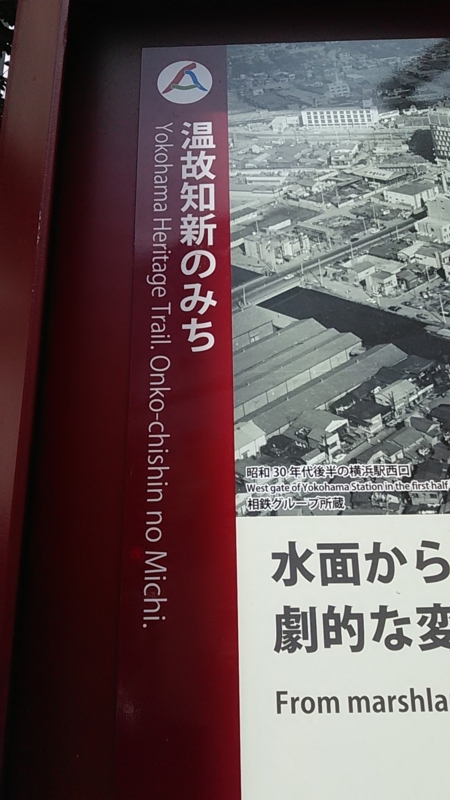 温故知新のみち
Yokohama Heritage Trail. Onko-chishin no Michi.
昭和30年代後半の横浜駅西口
West gate of Yokohama Station in the first half
相鉄グループ所蔵
水面から
劇的な変
From marshla